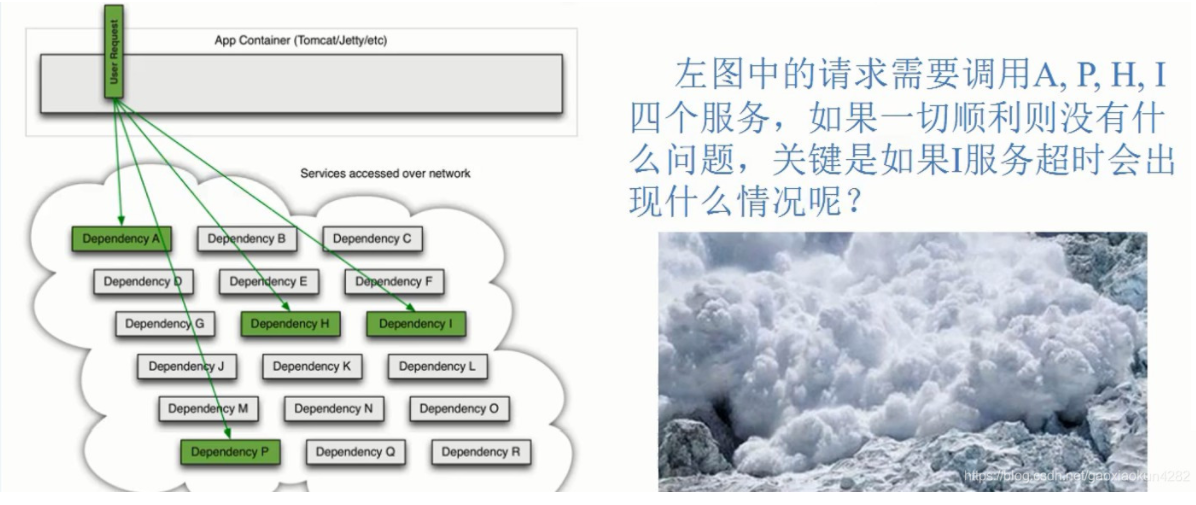 User Request
App Container (Tomcat/Jetty/etc)
Services accessed over network
Dependency A
Dependency B
Dependency C
Dependency D
Dependency E
Dependency F
Dependency G
Dependency H
Dependency I
Dependency J
Dependency K
Dependency L
Dependency M
Dependency N
Dependency O
Dependency P
Dependency Q
Dependency R
左图中的请求需要调用A, P, H, I
四个服务，如果一切顺利则没有什
么问题，关键是如果I服务超时会出
现什么情况呢？
https://blog.csdn.net/gaoxiaokun4282